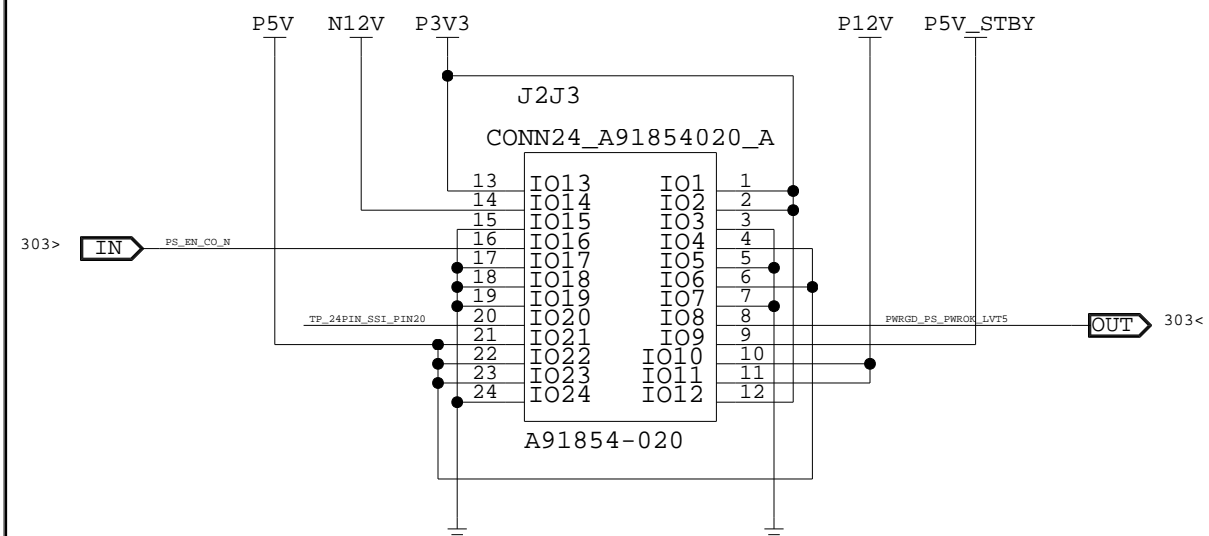 P5V N12V P3V3 P12V P5V_STBY
J2J3
CONN24_A91854020_A
13 IO13 IO1 1
14 IO14 IO2 2
15 IO15 IO3 3
303> IN PS_EN_CO_N 16 IO16 IO4 4
17 IO17 IO5 5
18 IO18 IO6 6
19 IO19 IO7 7
TP_24PIN_SSI_PIN20 20 IO20 IO8 8 PWRGD_PS_PWROK_LVT5 OUT 303<
21 IO21 IO9 9
22 IO22 IO10 10
23 IO23 IO11 11
24 IO24 IO12 12
A91854-020